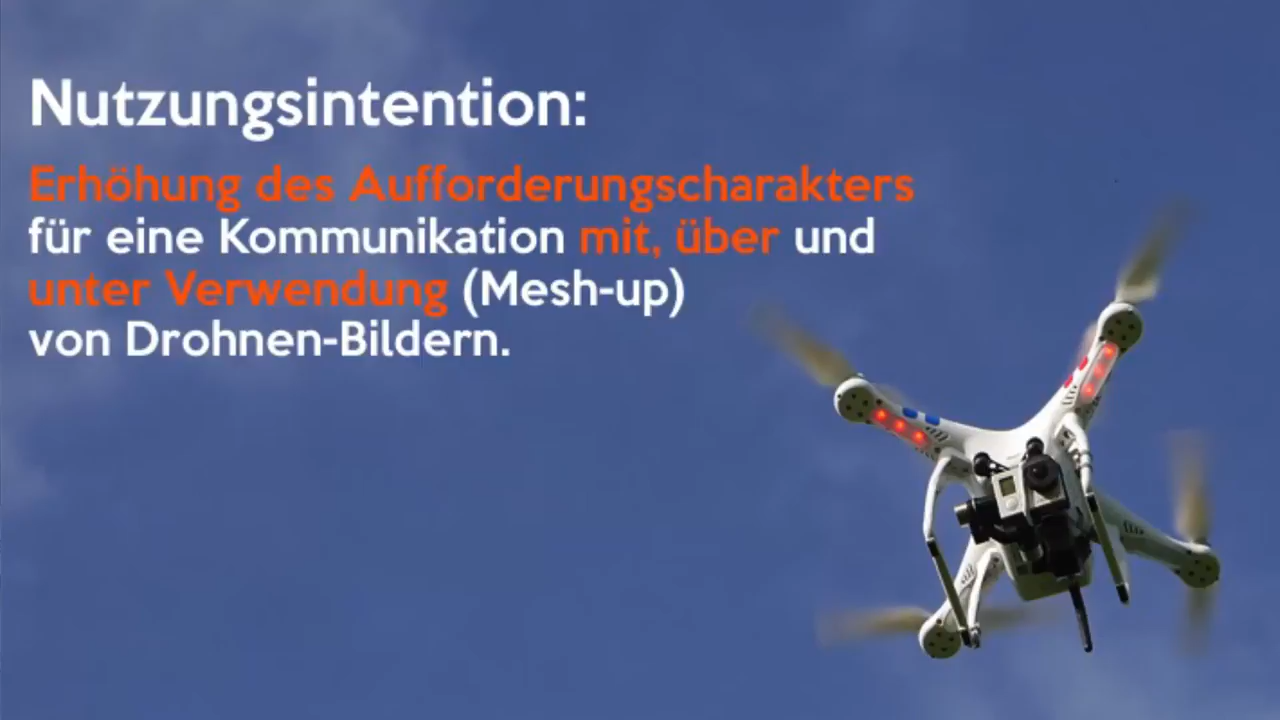 Nutzungsintention:
Erhöhung des Aufforderungscharakters
für eine Kommunikation mit, über und
unter Verwendung (Mesh-up)
von Drohnen-Bildern.